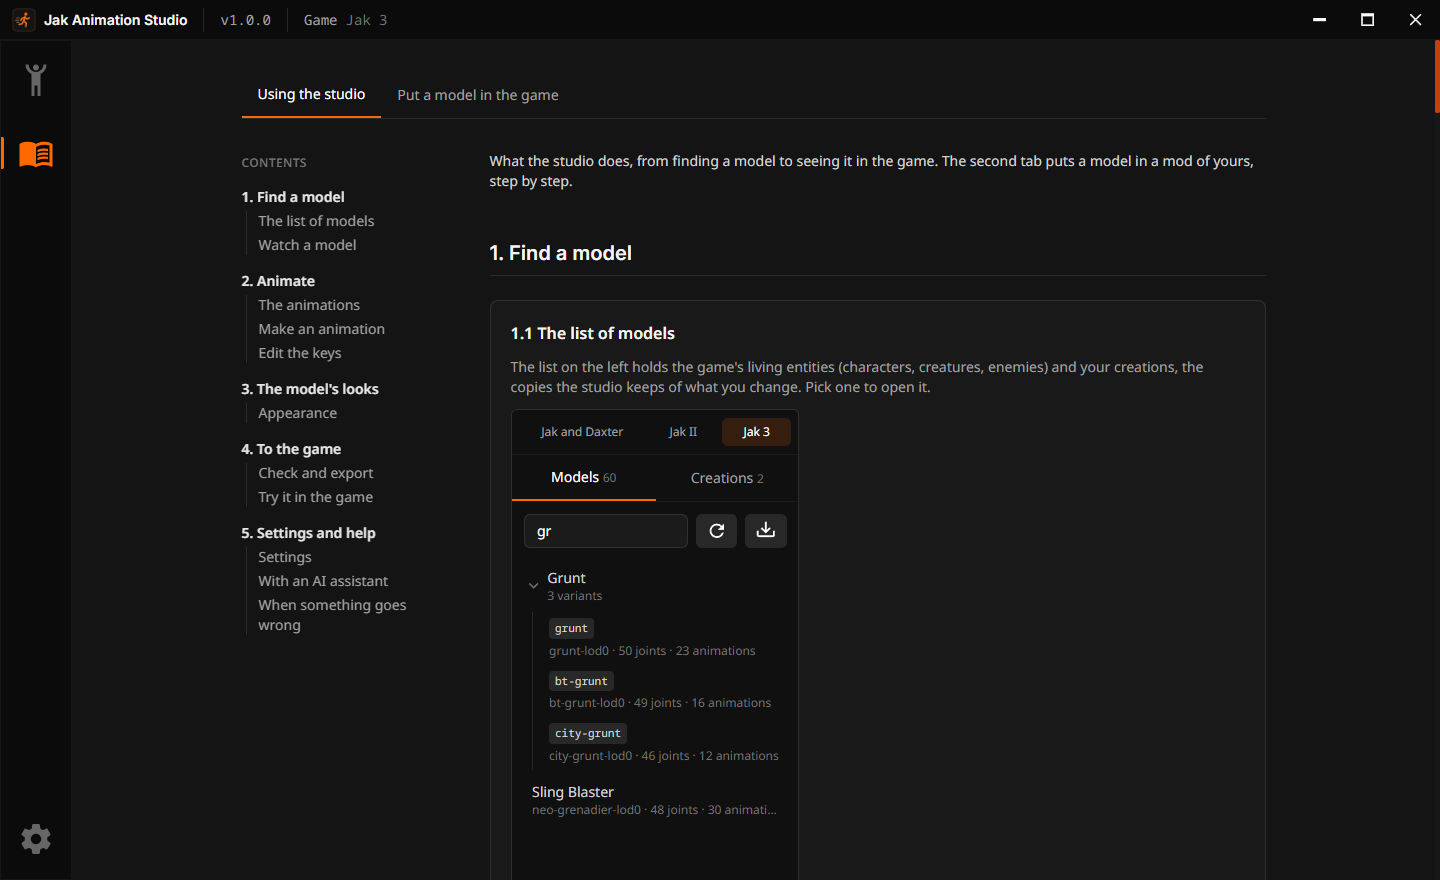 Jak Animation Studio
v1.0.0
Game Jak 3
Using the studio
Put a model in the game
CONTENTS
1. Find a model
The list of models
Watch a model
2. Animate
The animations
Make an animation
Edit the keys
3. The model's looks
Appearance
4. To the game
Check and export
Try it in the game
5. Settings and help
Settings
With an AI assistant
When something goes
wrong
What the studio does, from finding a model to seeing it in the game. The second tab puts a model in a mod of yours,
step by step.
1. Find a model
1.1 The list of models
The list on the left holds the game's living entities (characters, creatures, enemies) and your creations, the
copies the studio keeps of what you change. Pick one to open it.
Jak and Daxter
Jak II
Jak 3
Models 60
Creations 2
gr
Grunt
3 variants
grunt
grunt-lod0 · 50 joints · 23 animations
bt-grunt
bt-grunt-lod0 · 49 joints · 16 animations
city-grunt
city-grunt-lod0 · 46 joints · 12 animations
Sling Blaster
neo-grenadier-lod0 · 48 joints · 30 animati...